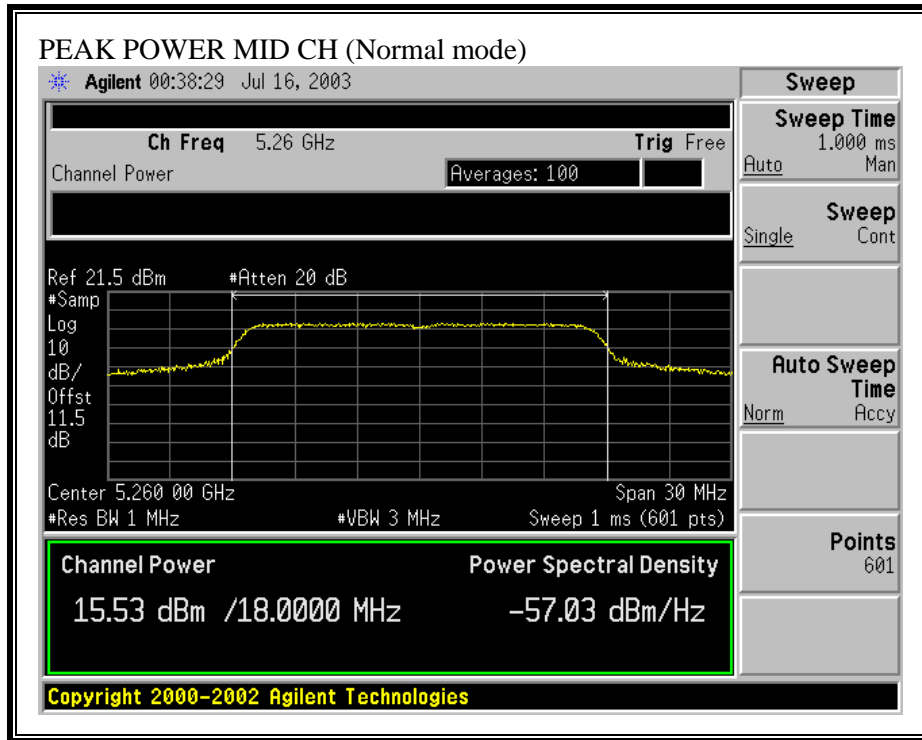 PEAK POWER MID CH (Normal mode)
Agilent 00:38:29 Jul 16, 2003
Sweep
Ch Freq 5.26 GHz Trig Free
Channel Power Averages: 100
Sweep Time
1.000 ms
Auto Man
Sweep
Single Cont
Ref 21.5 dBm #Atten 20 dB
#Samp
Log
10
dB/
Offst
11.5
dB
Auto Sweep
Time
Norm Accy
Center 5.260 00 GHz Span 30 MHz
#Res BW 1 MHz #VBW 3 MHz Sweep 1 ms (601 pts)
Channel Power Power Spectral Density
15.53 dBm /18.0000 MHz -57.03 dBm/Hz
Points
601
Copyright 2000-2002 Agilent Technologies